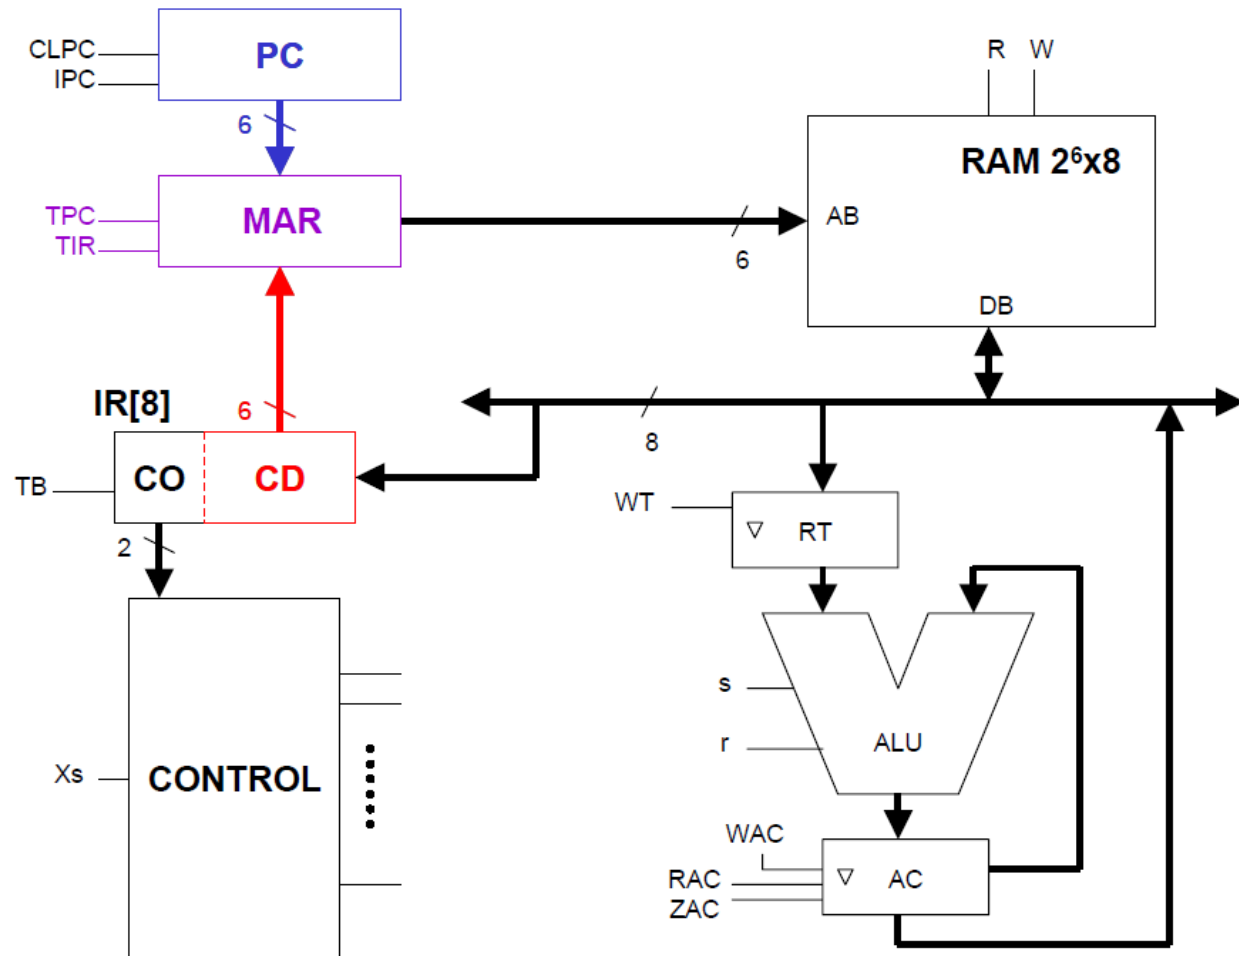 CLPC
IPC
PC
6
R W
RAM 2⁶x8
TPC
TIR
MAR
AB
6
DB
IR[8]
6
8
TB
CO
CD
WT
RT
2
s
r
ALU
Xs
CONTROL
WAC
RAC
ZAC
AC